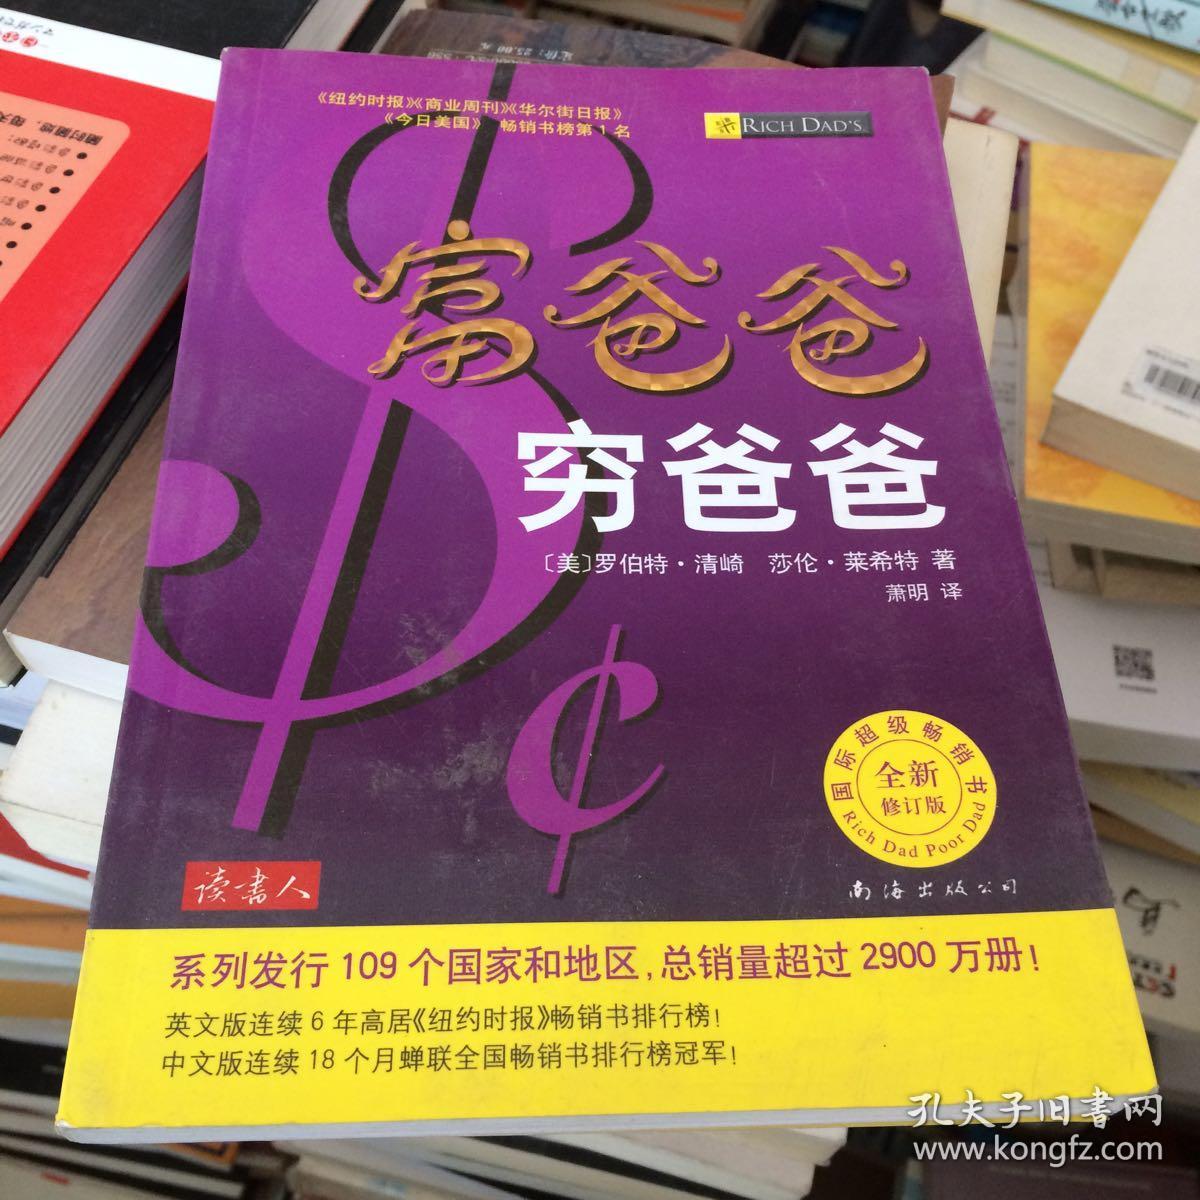 定价：25.00 元
《纽约时报》《商业周刊》《华尔街日报》
《今日美国》 畅销书榜第1名
RICH DAD'S
富爸爸
穷爸爸
〔美〕罗伯特·清崎 莎伦·莱希特 著
萧明 译
国际超级畅销书
全新
修订版
Rich Dad Poor Dad
读书人
南海出版公司
系列发行109个国家和地区，总销量超过2900万册！
英文版连续6年高居《纽约时报》畅销书排行榜！
中文版连续18个月蝉联全国畅销书排行榜冠军！
孔夫子旧書网
www.kongfz.com